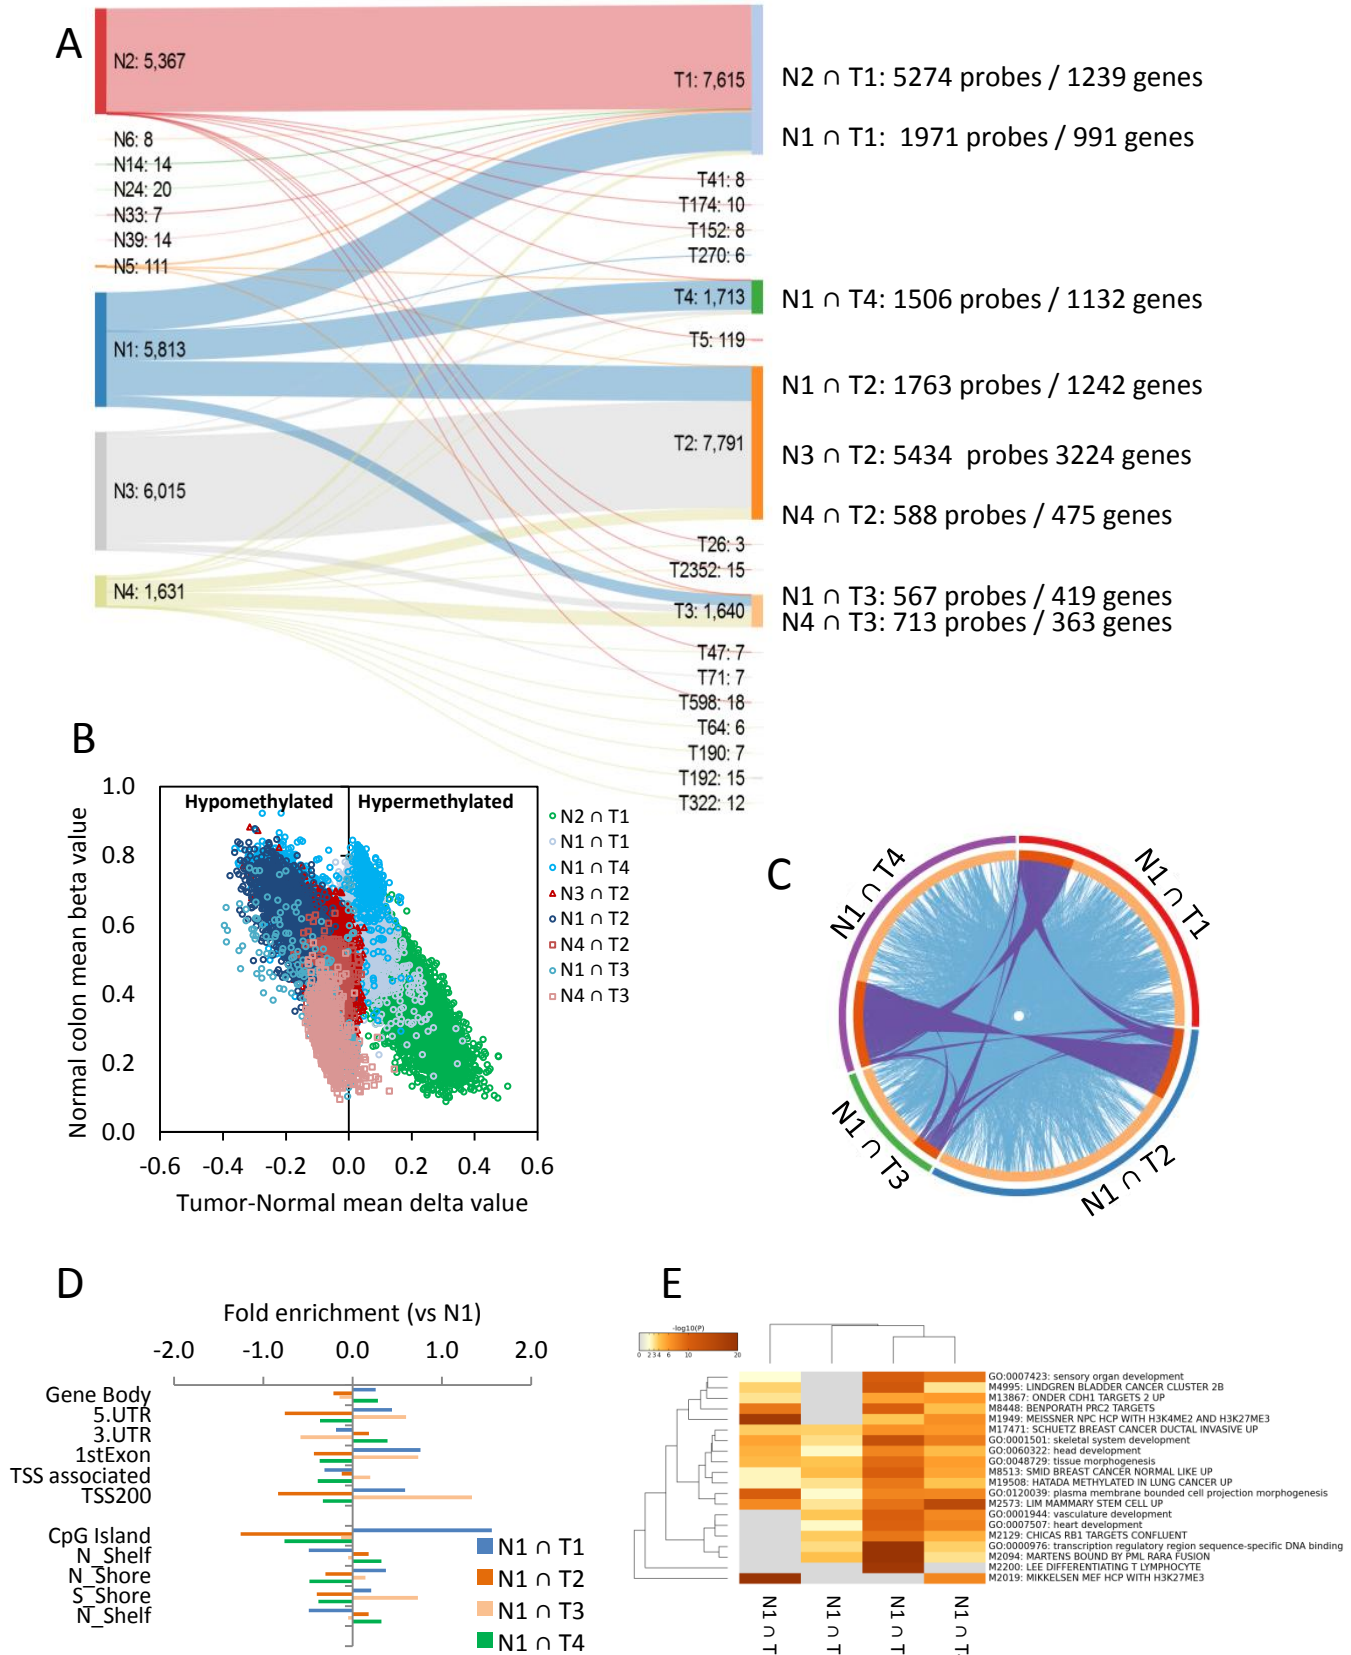 A
N2: 5,367
N6: 8
N14: 14
N24: 20
N33: 7
N39: 14
N5: 111
N1: 5,813
N3: 6,015
N4: 1,631
T1: 7,615
T41: 8
T174: 10
T152: 8
T270: 6
T4: 1,713
T5: 119
T2: 7,791
T26: 3
T2352: 15
T3: 1,640
T47: 7
T71: 7
T598: 18
T64: 6
T190: 7
T192: 15
T322: 12
N2 ∩ T1: 5274 probes / 1239 genes
N1 ∩ T1: 1971 probes / 991 genes
N1 ∩ T4: 1506 probes / 1132 genes
N1 ∩ T2: 1763 probes / 1242 genes
N3 ∩ T2: 5434 probes 3224 genes
N4 ∩ T2: 588 probes / 475 genes
N1 ∩ T3: 567 probes / 419 genes
N4 ∩ T3: 713 probes / 363 genes
B
Normal colon mean beta value
1.0
0.8
0.6
0.4
0.2
0.0
Hypomethylated
Hypermethylated
-0.6 -0.4 -0.2 0.0 0.2 0.4 0.6
Tumor-Normal mean delta value
N2 ∩ T1
N1 ∩ T1
N1 ∩ T4
N3 ∩ T2
N1 ∩ T2
N4 ∩ T2
N1 ∩ T3
N4 ∩ T3
C
N1 ∩ T4
N1 ∩ T1
N1 ∩ T3
N1 ∩ T2
D
Fold enrichment (vs N1)
-2.0 -1.0 0.0 1.0 2.0
Gene Body
5.UTR
3.UTR
1stExon
TSS associated
TSS200
CpG Island
N_Shelf
N_Shore
S_Shore
N_Shelf
N1 ∩ T1
N1 ∩ T2
N1 ∩ T3
N1 ∩ T4
E
-log10(P)
0 2 3 4 6 10 20
GO:0007423: sensory organ development
M4995: LINDGREN BLADDER CANCER CLUSTER 2B
M13867: ONDER CDH1 TARGETS 2 UP
M8448: BENPORATH PRC2 TARGETS
M1949: MEISSNER NPC HCP WITH H3K4ME2 AND H3K27ME3
M17471: SCHUETZ BREAST CANCER DUCTAL INVASIVE UP
GO:0001501: skeletal system development
GO:0060322: head development
GO:0048729: tissue morphogenesis
M8513: SMID BREAST CANCER NORMAL LIKE UP
M19508: HATADA METHYLATED IN LUNG CANCER UP
GO:0120039: plasma membrane bounded cell projection morphogenesis
M2573: LIM MAMMARY STEM CELL UP
GO:0001944: vasculature development
GO:0007507: heart development
M2129: CHICAS RB1 TARGETS CONFLUENT
GO:0000976: transcription regulatory region sequence-specific DNA binding
M2094: MARTENS BOUND BY PML RARA FUSION
M2200: LEE DIFFERENTIATING T LYMPHOCYTE
M2019: MIKKELSEN MEF HCP WITH H3K27ME3
N1 ∩ T
N1 ∩ T
N1 ∩ T
N1 ∩ T